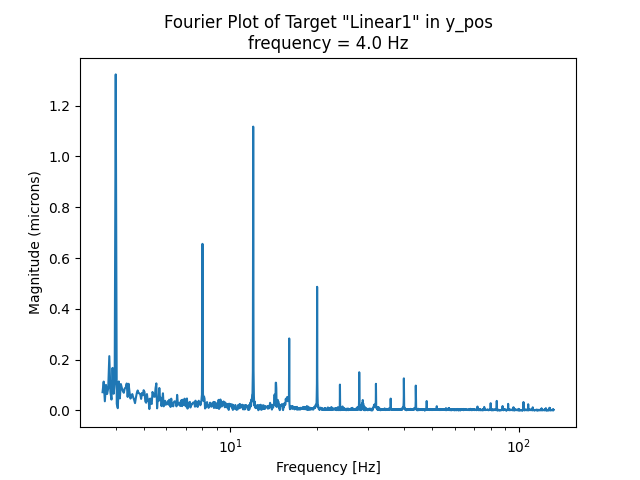 Fourier Plot of Target "Linear1" in y_pos
frequency = 4.0 Hz
Magnitude (microns)
1.2
1.0
0.8
0.6
0.4
0.2
0.0
10¹
10²
Frequency [Hz]